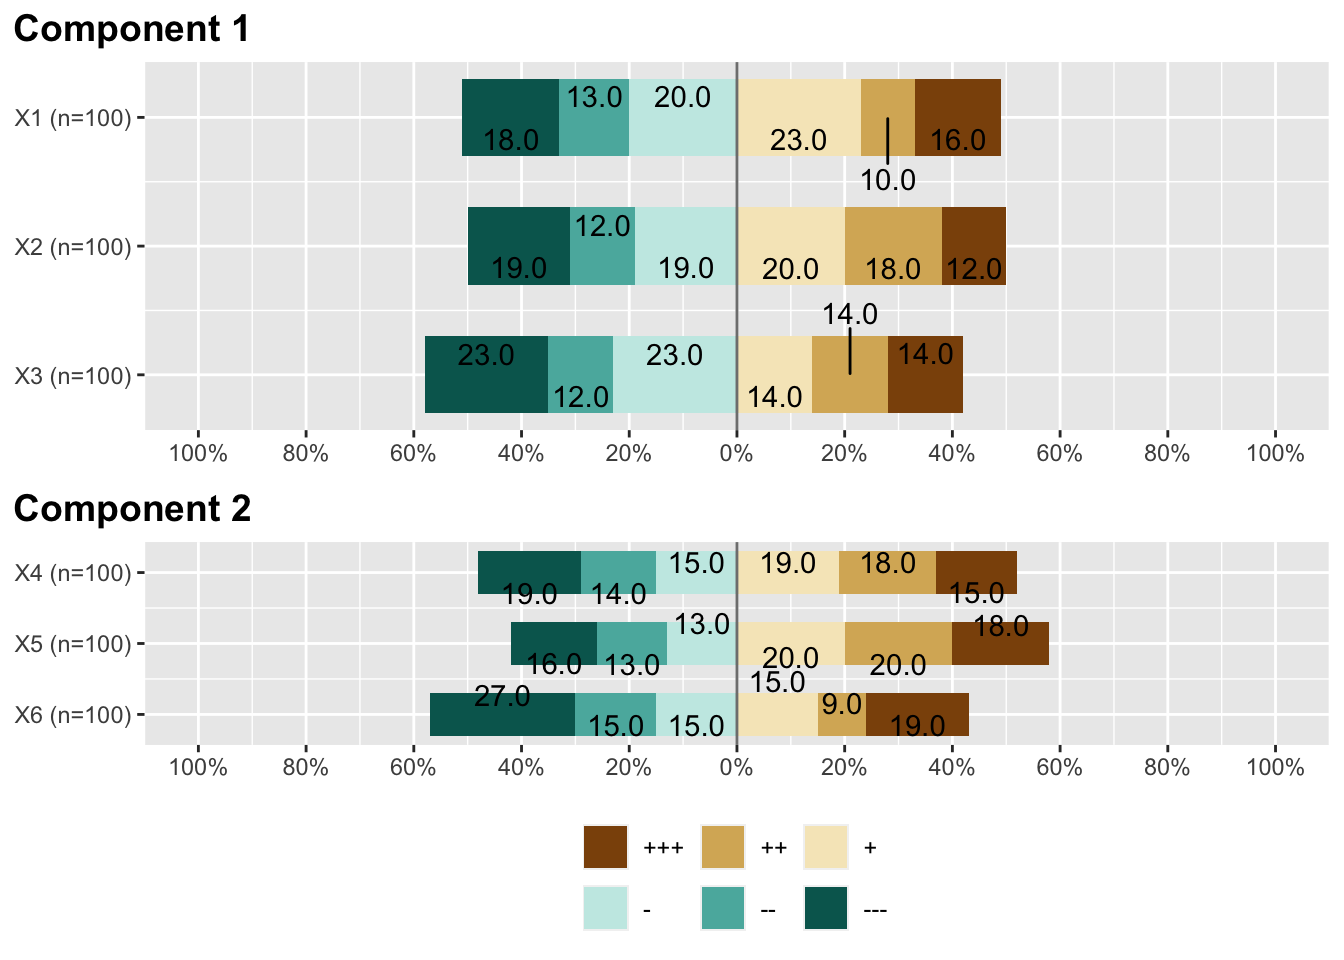 Component 1
13.0 20.0
X1 (n=100)
18.0 23.0 16.0
10.0
12.0
X2 (n=100)
19.0 19.0 20.0 18.0 12.0
14.0
23.0 23.0 14.0
X3 (n=100)
12.0 14.0
100% 80% 60% 40% 20% 0% 20% 40% 60% 80% 100%
Component 2
15.0 19.0 18.0
X4 (n=100)
19.0 14.0 15.0
13.0 18.0
X5 (n=100)
16.0 13.0 20.0 20.0
27.0 15.0
9.0
X6 (n=100)
15.0 15.0 19.0
100% 80% 60% 40% 20% 0% 20% 40% 60% 80% 100%
+++ ++ +
- -- ---